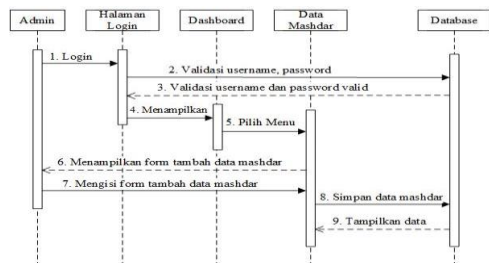 Admin
Halaman
Login
Dashboard
Data
Mashdar
Database
1. Login
2. Validasi username, password
3. Validasi username dan password valid
4. Menampilkan
5. Pilih Menu
6. Menampilkan form tambah data mashdar
7. Mengisi form tambah data mashdar
8. Simpan data mashdar
9. Tampilkan data